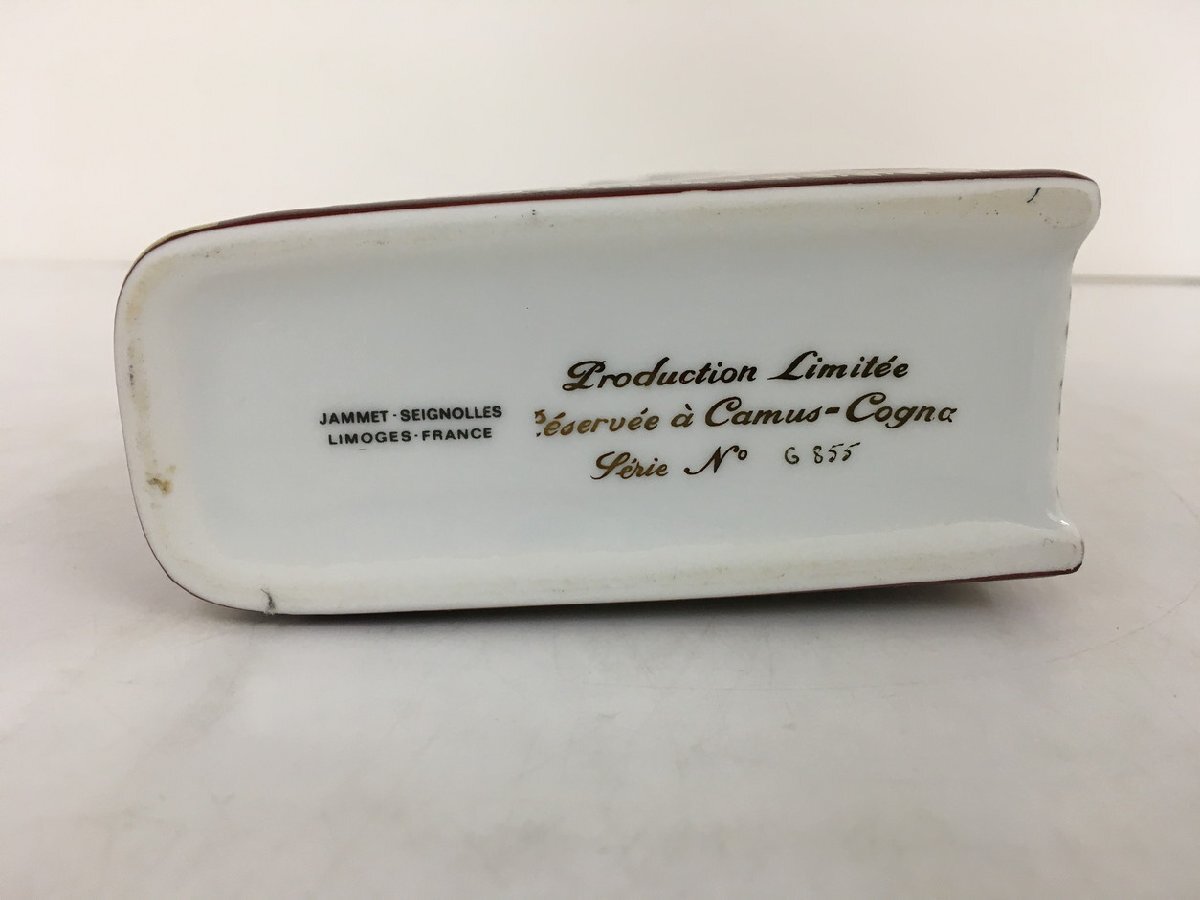 JAMMET-SEIGNOLLES
LIMOGES-FRANCE
Production Limitée
éservée à Camus-Cogna
Série Nº G 855